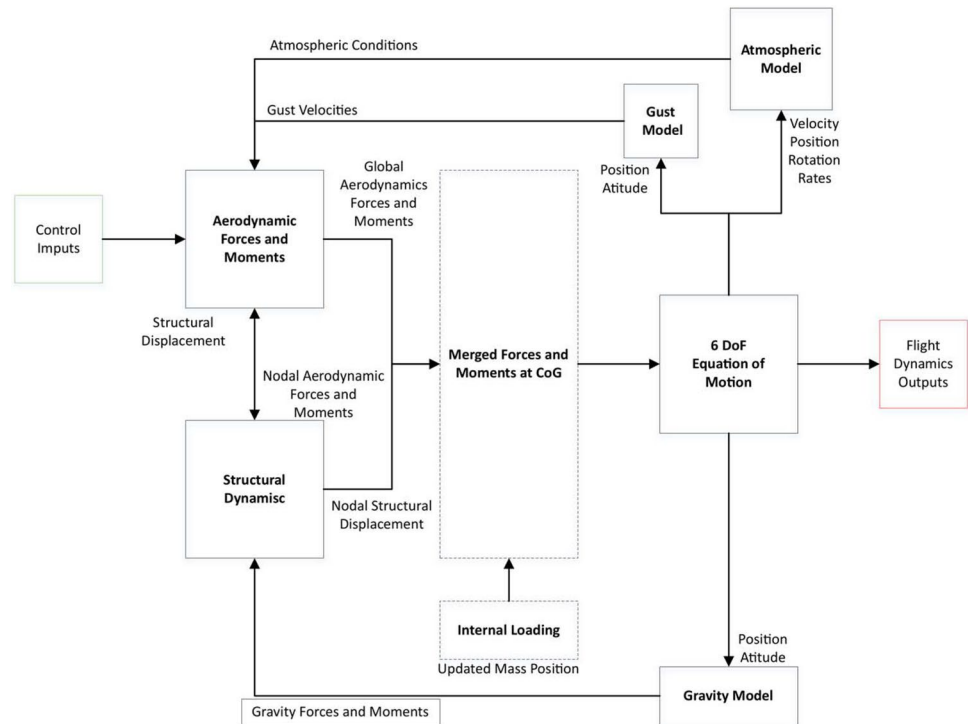 Atmospheric Conditions
Atmospheric
Model
Gust Velocities
Gust
Model
Velocity
Position
Rotation
Rates
Position
Atitude
Global
Aerodynamics
Forces and
Moments
Control
Imputs
Aerodynamic
Forces and
Moments
Structural
Displacement
Nodal Aerodynamic
Forces and
Moments
Merged Forces and
Moments at CoG
6 DoF
Equation of
Motion
Flight
Dynamics
Outputs
Structural
Dynamisc
Nodal Structural
Displacement
Internal Loading
Updated Mass Position
Position
Atitude
Gravity Model
Gravity Forces and Moments